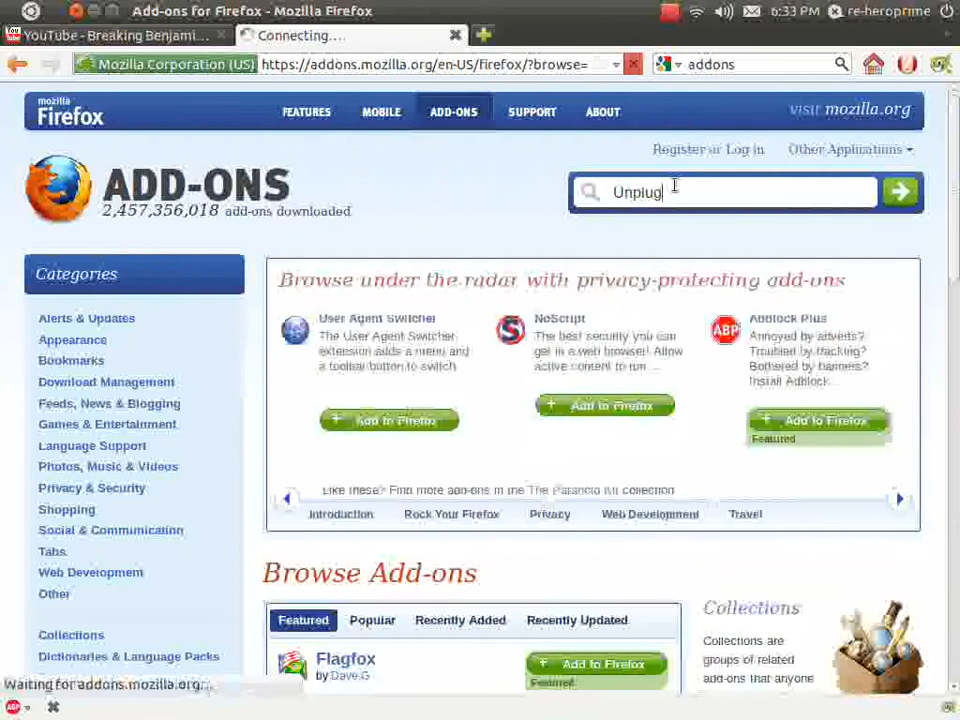 Add-ons for Firefox - Mozilla Firefox
6:33 PM re-heroprime
YouTube - Breaking Benjami...
Connecting....
Mozilla Corporation (US) https://addons.mozilla.org/en-US/firefox/?browse=
addons
mozilla
Firefox
FEATURES MOBILE ADD-ONS SUPPORT ABOUT
visit mozilla.org
Register or Log in Other Applications
ADD-ONS
2,457,356,018 add-ons downloaded
Unplug
Categories
Alerts & Updates
Appearance
Bookmarks
Download Management
Feeds, News & Blogging
Games & Entertainment
Language Support
Photos, Music & Videos
Privacy & Security
Shopping
Social & Communication
Tabs
Web Development
Other
Collections
Dictionaries & Language Packs
Browse under the radar with privacy-protecting add-ons
User Agent Switcher
The User Agent Switcher
extension adds a menu and
a toolbar button to switch
+ Add to Firefox
NoScript
The best security you can
get in a web browser! Allow
active content to run ...
+ Add to Firefox
ABP
Adblock Plus
Annoyed by adverts?
Troubled by tracking?
Bothered by banners?
Install Adblock...
+ Add to Firefox
Featured
Like these? Find more add-ons in the The Paranoid Kit collection
Introduction Rock Your Firefox Privacy Web Development Travel
Browse Add-ons
Featured Popular Recently Added Recently Updated
Flagfox
by Dave G
+ Add to Firefox
Featured
Collections
Collections are
groups of related
add-ons that anyone
Waiting for addons.mozilla.org...
ABP